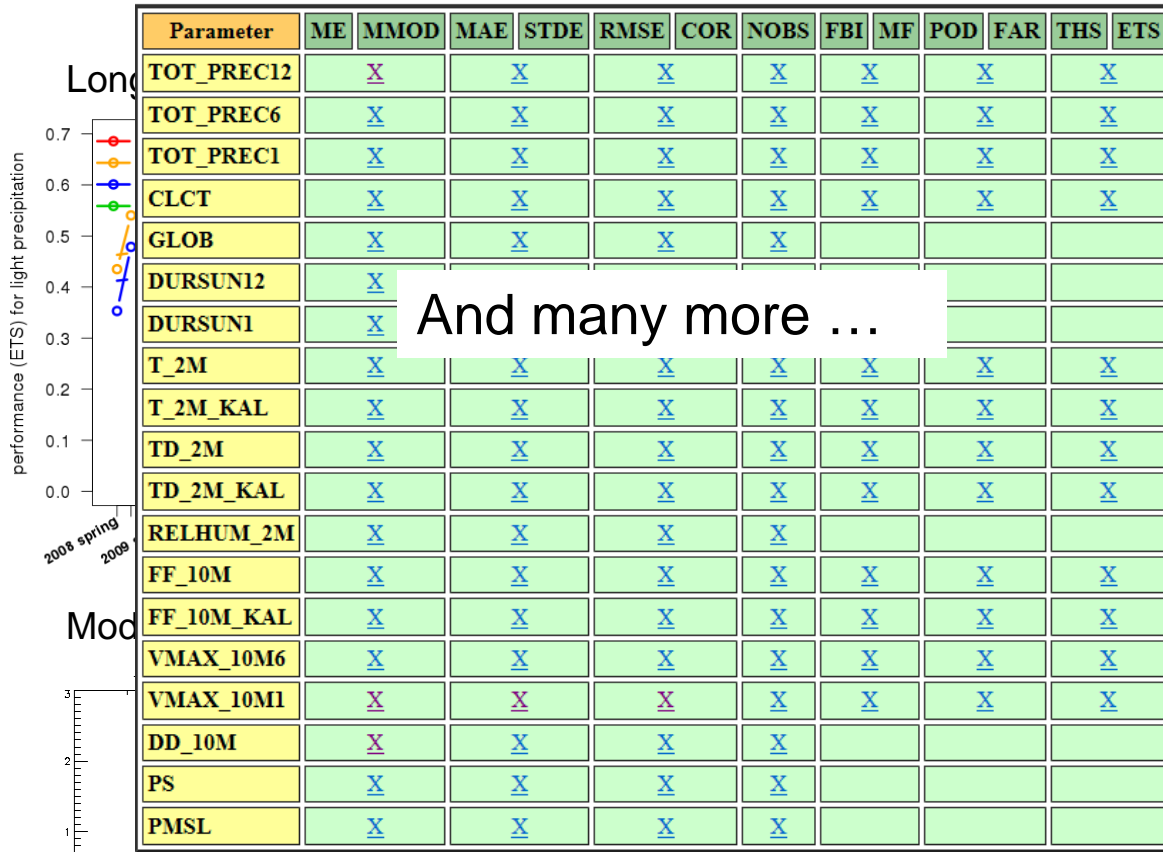 Parameter ME MMOD MAE STDE RMSE COR NOBS FBI MF POD FAR THS ETS
TOT_PREC12 X X X X X X X
TOT_PREC6 X X X X X X X
TOT_PREC1 X X X X X X X
CLCT X X X X X X X
GLOB X X X X
DURSUN12 X
DURSUN1 X
And many more …
T_2M X X X X X X X
T_2M_KAL X X X X X X X
TD_2M X X X X X X X
TD_2M_KAL X X X X X X X
RELHUM_2M X X X X
FF_10M X X X X X X X
FF_10M_KAL X X X X X X X
VMAX_10M6 X X X X X X X
VMAX_10M1 X X X X X X X
DD_10M X X X X
PS X X X X
PMSL X X X X
Long
performance (ETS) for light precipitation
0.7
0.6
0.5
0.4
0.3
0.2
0.1
0.0
2008 spring
2009
Mod
3
2
1